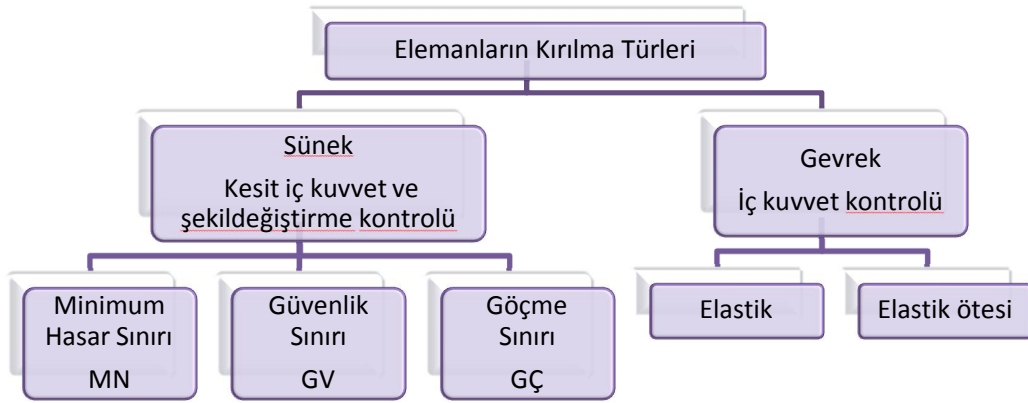 Elemanların Kırılma Türleri
Sünek
Kesit iç kuvvet ve
şekildeğiştirme kontrolü
Gevrek
İç kuvvet kontrolü
Minimum
Hasar Sınırı
MN
Güvenlik
Sınırı
GV
Göçme
Sınırı
GÇ
Elastik
Elastik ötesi